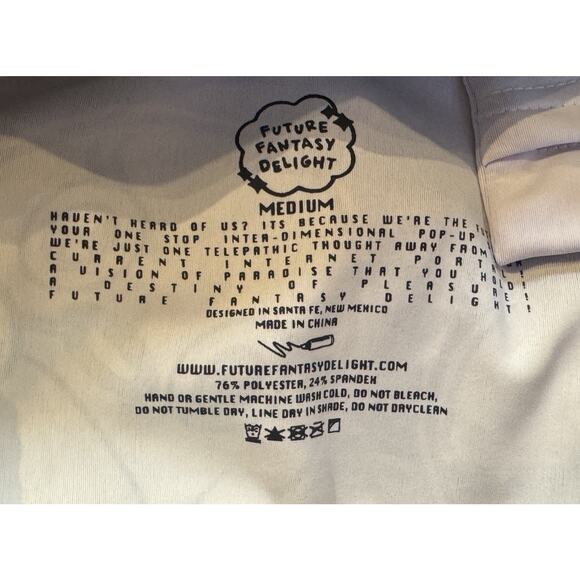 FUTURE
FANTASY
DELIGHT
MEDIUM
HAVEN'T HEARD OF US? ITS BECAUSE WE'RE THE
YOUR ONE STOP INTER-DIMENSIONAL POP-UP
WE'RE JUST ONE TELEPATHIC THOUGHT AWAY FROM
CURRENT INTERNET PORTAL
A VISION OF PARADISE THAT YOU HOLD!
A DESTINY OF PLEASURE!
FUTURE FANTASY DELIGHT!
DESIGNED IN SANTA FE, NEW MEXICO
MADE IN CHINA
WWW.FUTUREFANTASYDELIGHT.COM
76% POLYESTER, 24% SPANDEX
HAND OR GENTLE MACHINE WASH COLD, DO NOT BLEACH,
DO NOT TUMBLE DAY, LINE DRY IN SHADE, DO NOT DRYCLEAN